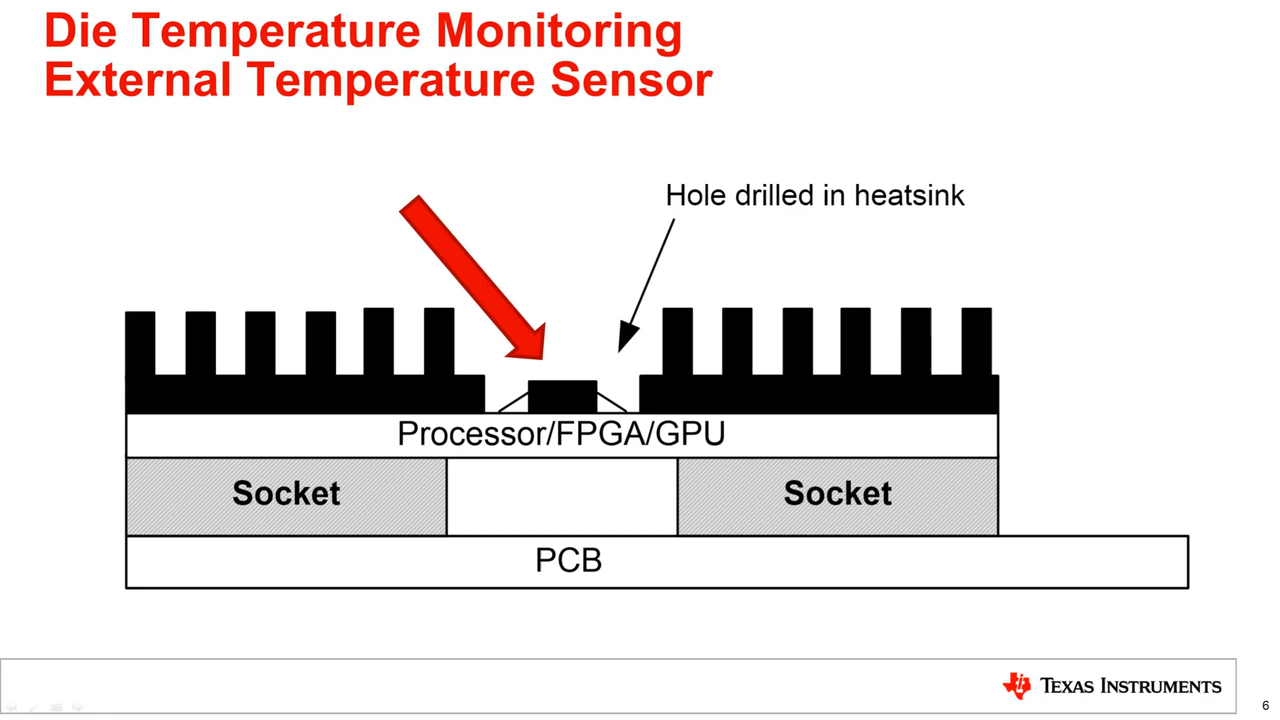 Die Temperature Monitoring
External Temperature Sensor
Hole drilled in heatsink
Processor/FPGA/GPU
Socket
Socket
PCB
TEXAS INSTRUMENTS
6